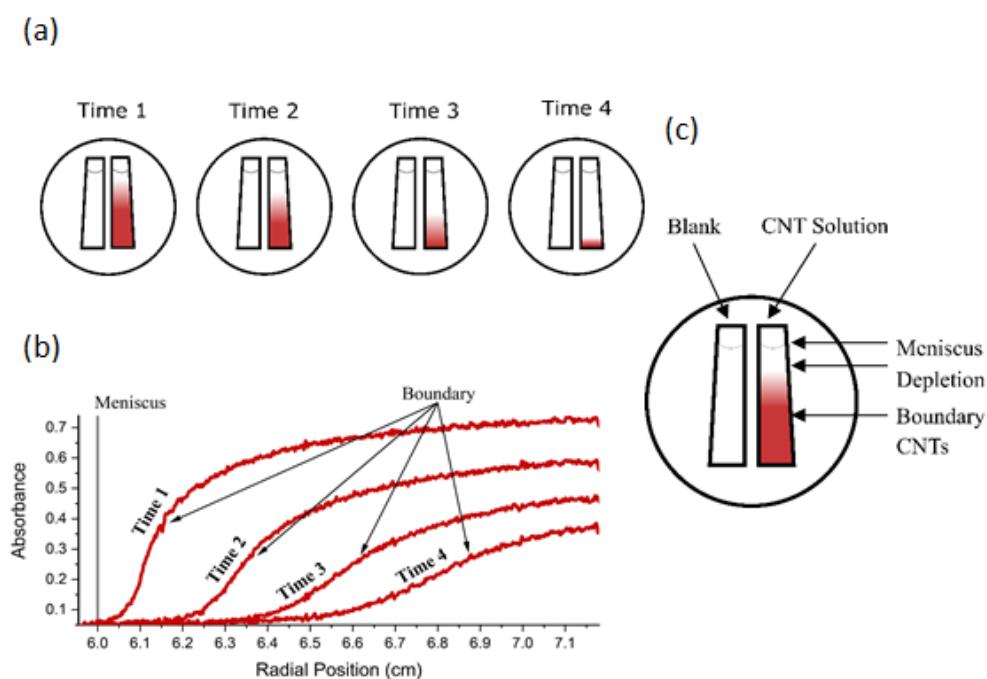 (a)
Time 1
Time 2
Time 3
Time 4
(c)
Blank
CNT Solution
Meniscus
Depletion
Boundary
CNTs
(b)
Meniscus
Boundary
0.7
0.6
0.5
0.4
0.3
0.2
0.1
Absorbance
Time 1
Time 2
Time 3
Time 4
6.0 6.1 6.2 6.3 6.4 6.5 6.6 6.7 6.8 6.9 7.0 7.1
Radial Position (cm)